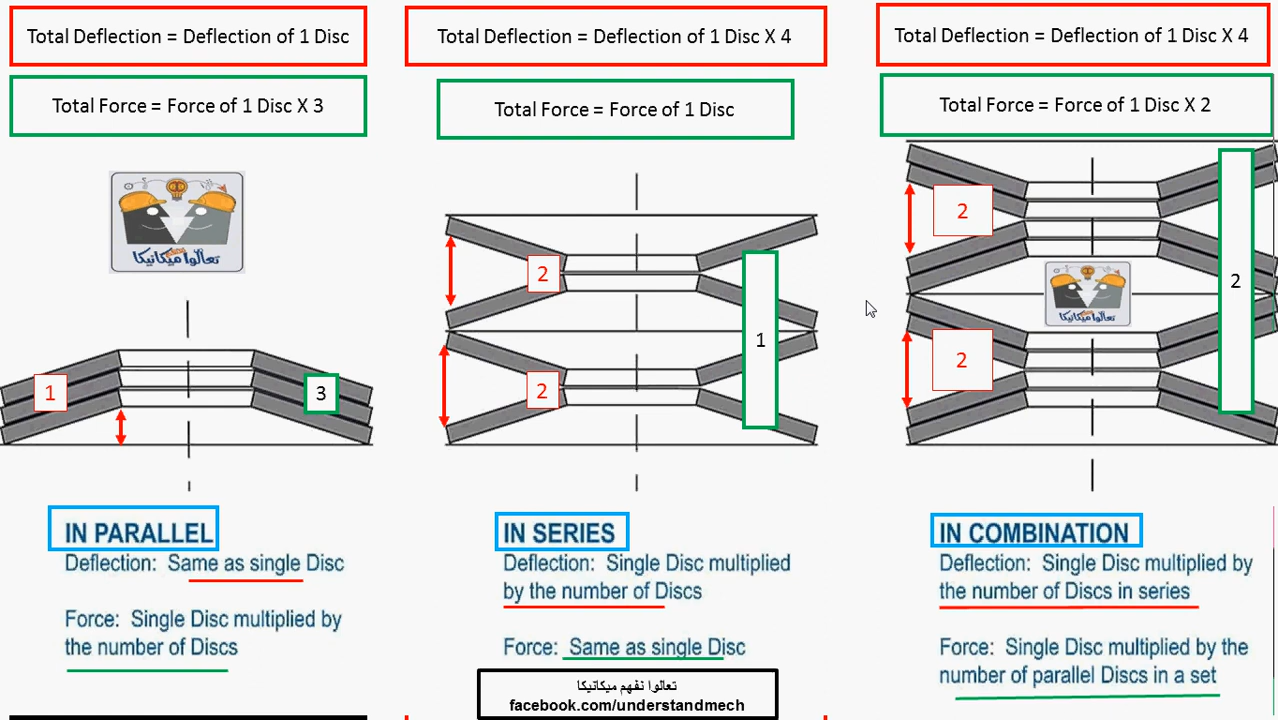 Total Deflection = Deflection of 1 Disc
Total Force = Force of 1 Disc X 3
تعالوا
ميكانيكا
1
3
IN PARALLEL
Deflection: Same as single Disc
Force: Single Disc multiplied by
the number of Discs
Total Deflection = Deflection of 1 Disc X 4
Total Force = Force of 1 Disc
2
1
2
IN SERIES
Deflection: Single Disc multiplied
by the number of Discs
Force: Same as single Disc
تعالوا نفهم ميكانيكا
facebook.com/understandmech
Total Deflection = Deflection of 1 Disc X 4
Total Force = Force of 1 Disc X 2
2
2
تعالوا
ميكانيكا
2
IN COMBINATION
Deflection: Single Disc multiplied by
the number of Discs in series
Force: Single Disc multiplied by the
number of parallel Discs in a set